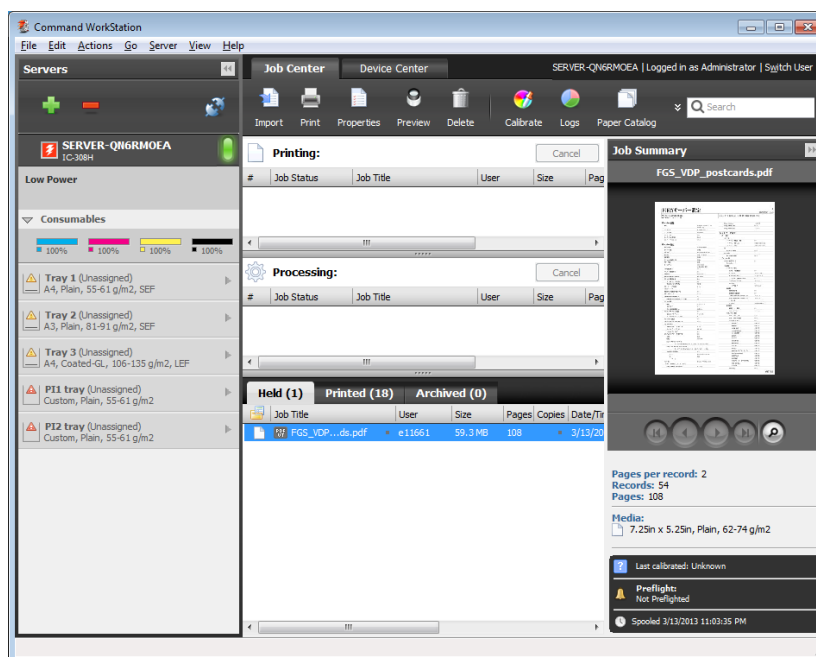 Command WorkStation
File Edit Actions Go Server View Help
Servers
SERVER-QN6RMOEA
IC-308H
Low Power
Consumables
100% 100% 100% 100%
Tray 1 (Unassigned)
A4, Plain, 55-61 g/m2, SEF
Tray 2 (Unassigned)
A3, Plain, 81-91 g/m2, SEF
Tray 3 (Unassigned)
A4, Coated-GL, 106-135 g/m2, LEF
PI1 tray (Unassigned)
Custom, Plain, 55-61 g/m2
PI2 tray (Unassigned)
Custom, Plain, 55-61 g/m2
Job Center Device Center
SERVER-QN6RMOEA | Logged in as Administrator | Switch User
Import Print Properties Preview Delete Calibrate Logs Paper Catalog
Search
Printing: Cancel
# Job Status Job Title User Size Pag
Processing: Cancel
# Job Status Job Title User Size Pag
Held (1) Printed (18) Archived (0)
Job Title User Size Pages Copies Date/Tir
FGS_VDP...ds.pdf e11661 59.3 MB 108 3/13/20
Job Summary
FGS_VDP_postcards.pdf
Pages per record: 2
Records: 54
Pages: 108
Media:
7.25in x 5.25in, Plain, 62-74 g/m2
Last calibrated: Unknown
Preflight:
Not Preflighted
Spooled 3/13/2013 11:03:35 PM